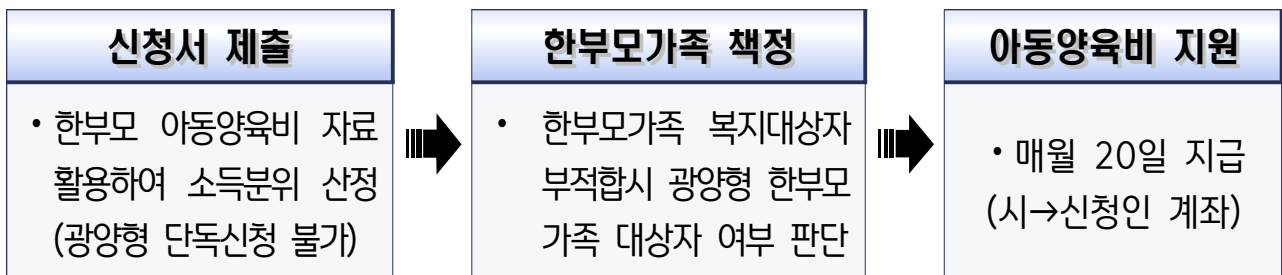 신청서 제출
• 한부모 아동양육비 자료
활용하여 소득분위 산정
(광양형 단독신청 불가)
한부모가족 책정
• 한부모가족 복지대상자
부적합시 광양형 한부모
가족 대상자 여부 판단
아동양육비 지원
• 매월 20일 지급
(시→신청인 계좌)